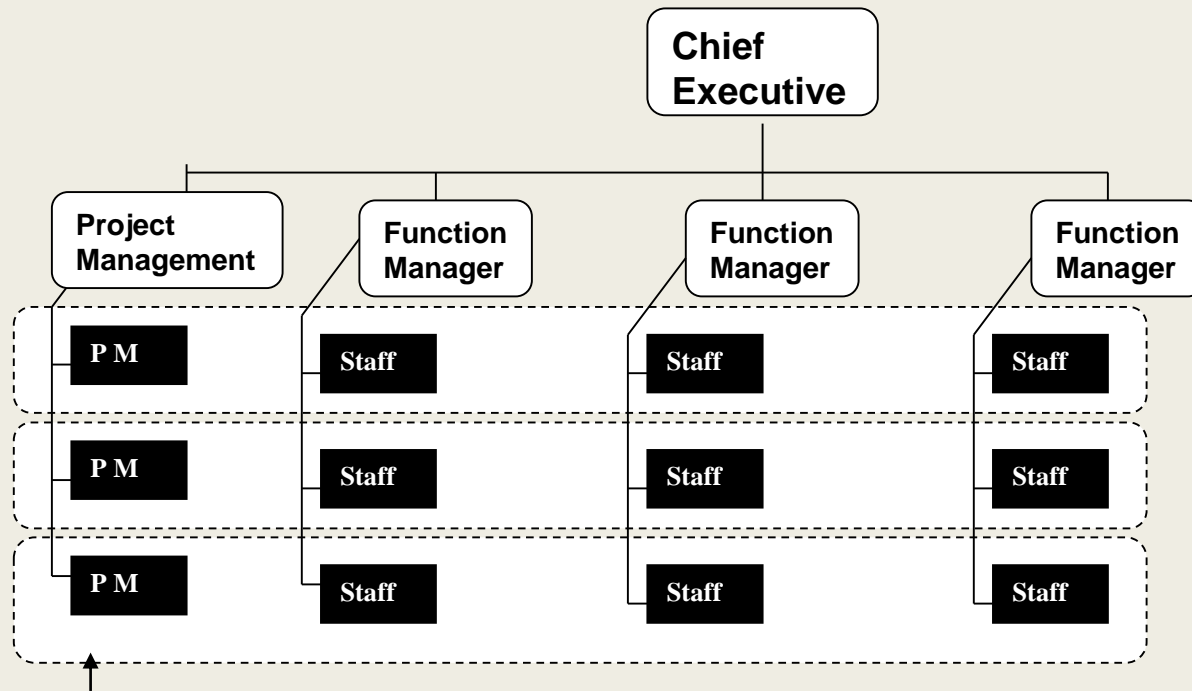 Chief
Executive
Project
Management
Function
Manager
Function
Manager
Function
Manager
P M
Staff
Staff
Staff
P M
Staff
Staff
Staff
P M
Staff
Staff
Staff